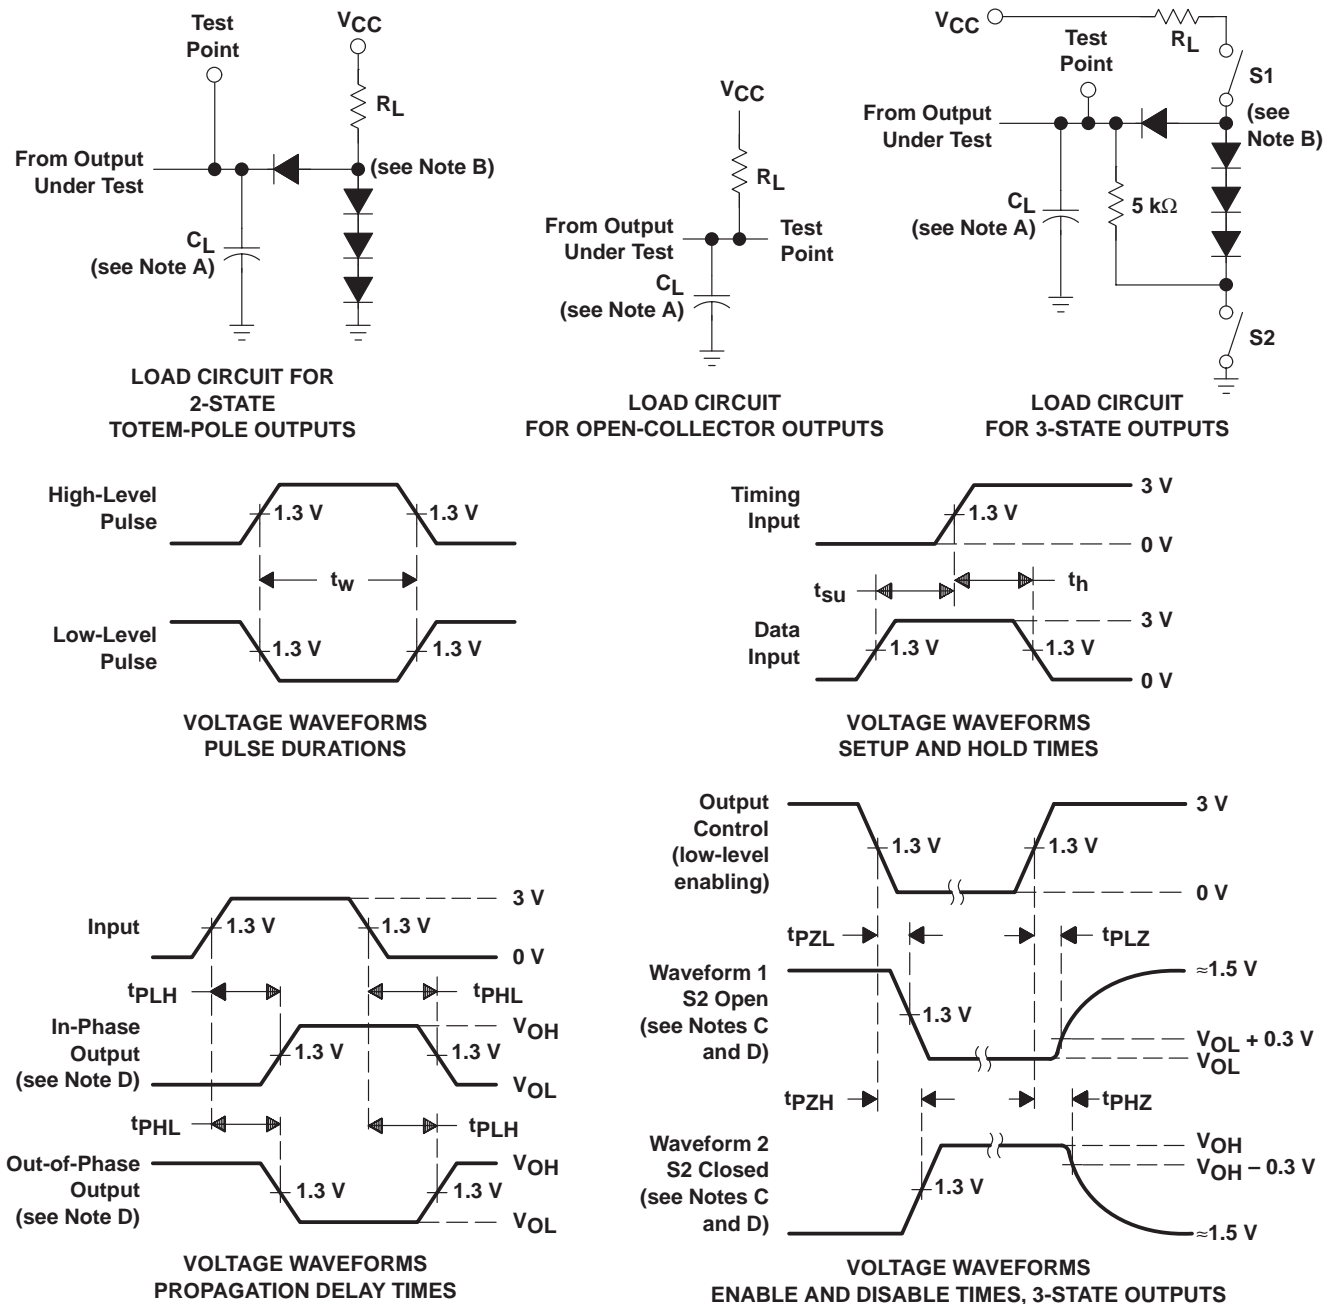 Test
Point
VCC
RL
From Output
Under Test
(see Note B)
CL
(see Note A)
LOAD CIRCUIT FOR
2-STATE
TOTEM-POLE OUTPUTS
VCC
RL
From Output
Under Test
Test
Point
CL
(see Note A)
LOAD CIRCUIT
FOR OPEN-COLLECTOR OUTPUTS
VCC
RL
Test
Point
S1
From Output
Under Test
(see
Note B)
CL
(see Note A)
5 kΩ
S2
LOAD CIRCUIT
FOR 3-STATE OUTPUTS
High-Level
Pulse
1.3 V
1.3 V
tw
Low-Level
Pulse
1.3 V
1.3 V
VOLTAGE WAVEFORMS
PULSE DURATIONS
Timing
Input
1.3 V
3 V
0 V
tsu
th
Data
Input
1.3 V
1.3 V
3 V
0 V
VOLTAGE WAVEFORMS
SETUP AND HOLD TIMES
Input
1.3 V
1.3 V
3 V
0 V
tPLH
tPHL
In-Phase
Output
(see Note D)
1.3 V
1.3 V
VOH
VOL
tPHL
tPLH
Out-of-Phase
Output
(see Note D)
1.3 V
1.3 V
VOH
VOL
VOLTAGE WAVEFORMS
PROPAGATION DELAY TIMES
Output
Control
(low-level
enabling)
1.3 V
1.3 V
3 V
0 V
tPZL
tPLZ
Waveform 1
S2 Open
(see Notes C
and D)
1.3 V
≈1.5 V
VOL + 0.3 V
VOL
tPZH
tPHZ
Waveform 2
S2 Closed
(see Notes C
and D)
1.3 V
VOH
VOH – 0.3 V
≈1.5 V
VOLTAGE WAVEFORMS
ENABLE AND DISABLE TIMES, 3-STATE OUTPUTS